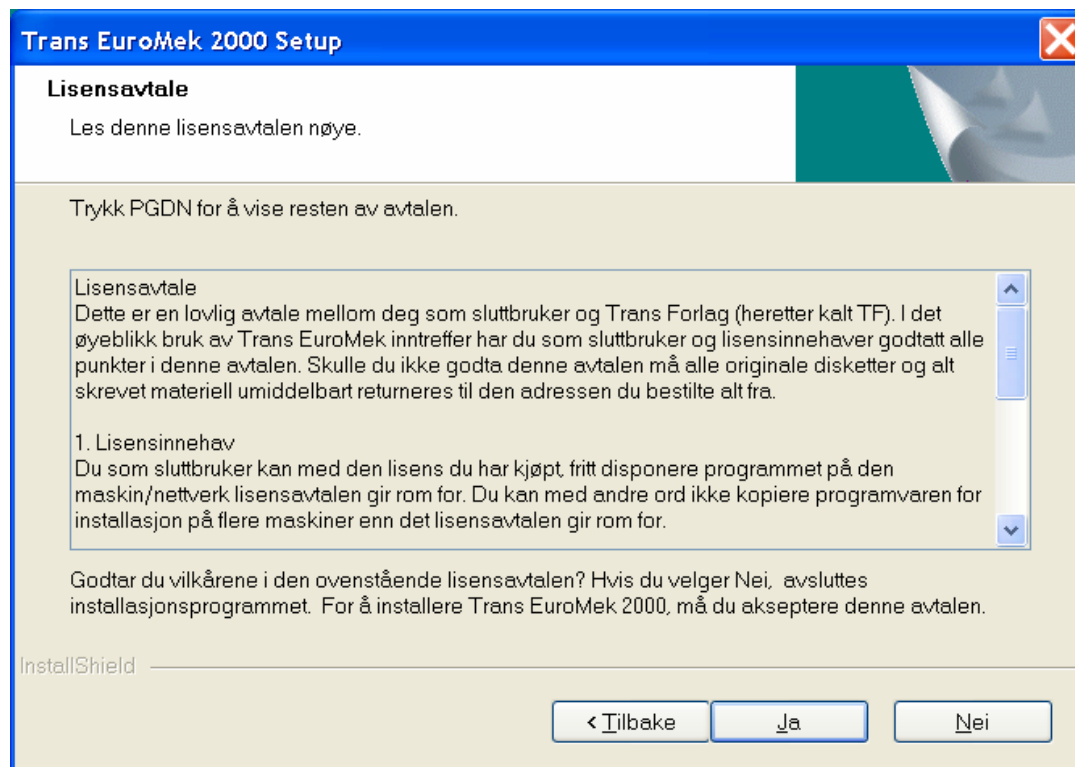 Trans EuroMek 2000 Setup
Lisensavtale
Les denne lisensavtalen nøye.
Trykk PGDN for å vise resten av avtalen.
Lisensavtale
Dette er en lovlig avtale mellom deg som sluttbruker og Trans Forlag (heretter kalt TF). I det
øyeblikk bruk av Trans EuroMek inntreffer har du som sluttbruker og lisensinnehaver godtatt alle
punkter i denne avtalen. Skulle du ikke godta denne avtalen må alle originale disketter og alt
skrevet materiell umiddelbart returneres til den adressen du bestilte alt fra.
1. Lisensinnehav
Du som sluttbruker kan med den lisens du har kjøpt, fritt disponere programmet på den
maskin/nettverk lisensavtalen gir rom for. Du kan med andre ord ikke kopiere programvaren for
installasjon på flere maskiner enn det lisensavtalen gir rom for.
Godtar du vilkårene i den ovenstående lisensavtalen? Hvis du velger Nei, avsluttes
installasjonsprogrammet. For å installere Trans EuroMek 2000, må du akseptere denne avtalen.
InstallShield
< Tilbake
Ja
Nei